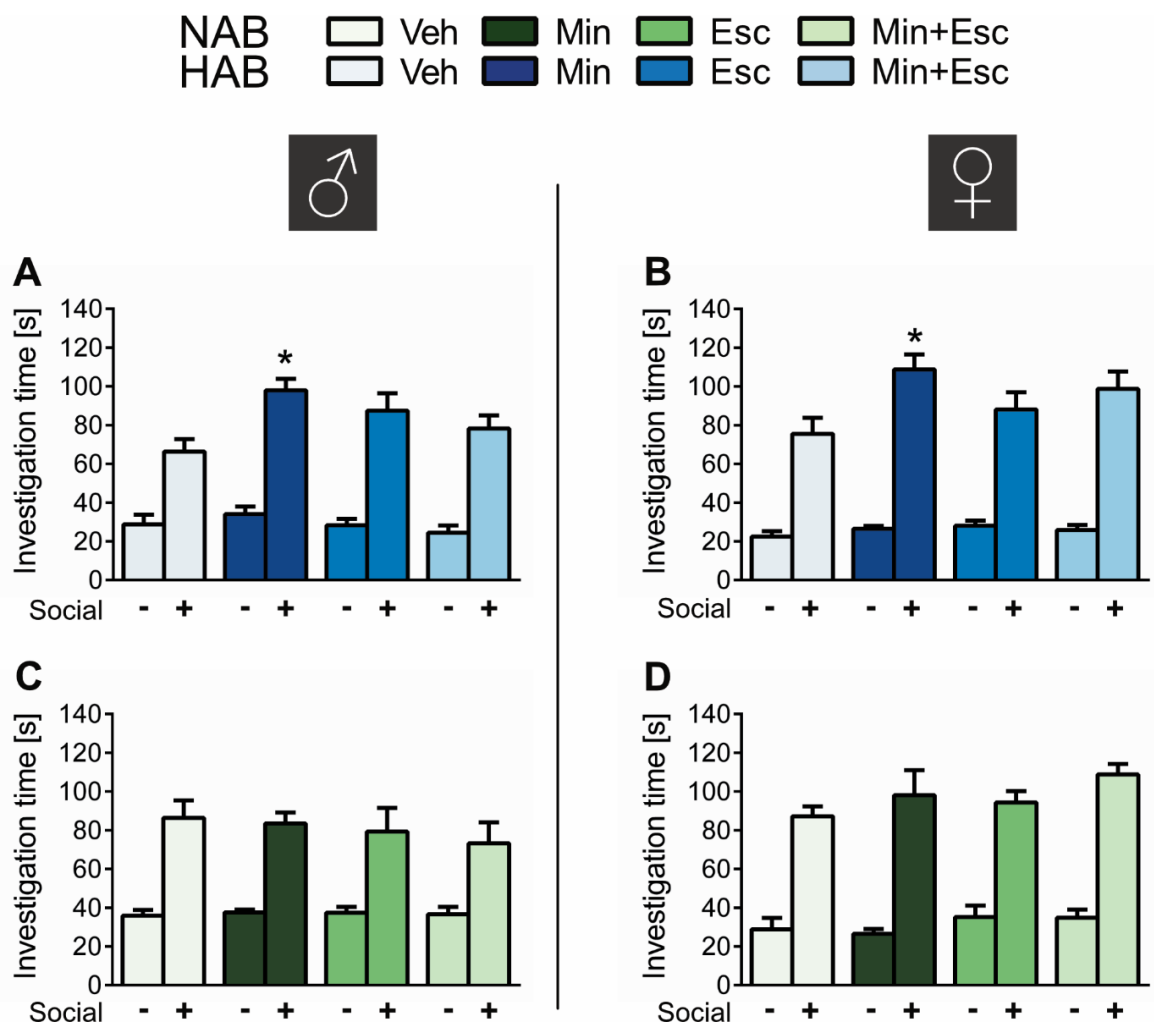 NAB Veh Min Esc Min+Esc
HAB Veh Min Esc Min+Esc
♂ ♀
A
Investigation time [s]
140
120
100
80
60
40
20
0
*
Social - + - + - + - +
B
Investigation time [s]
140
120
100
80
60
40
20
0
*
Social - + - + - + - +
C
Investigation time [s]
140
120
100
80
60
40
20
0
Social - + - + - + - +
D
Investigation time [s]
140
120
100
80
60
40
20
0
Social - + - + - + - +